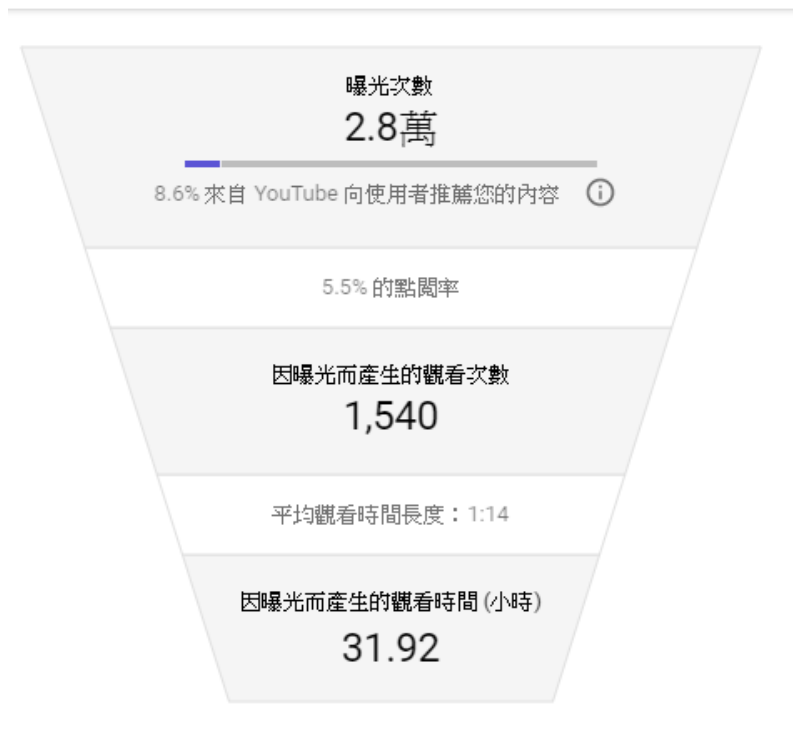 曝光次數
2.8萬
8.6% 來自 YouTube 向使用者推薦您的內容
5.5% 的點閱率
因曝光而產生的觀看次數
1,540
平均觀看時間長度：1:14
因曝光而產生的觀看時間 (小時)
31.92